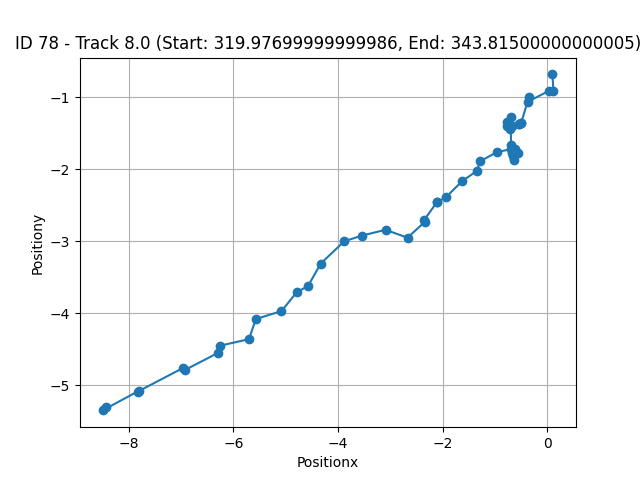 ID 78 - Track 8.0 (Start: 319.97699999999986, End: 343.81500000000005)
−1
−2
−3
−4
−5
Positiony
−8 −6 −4 −2 0
Positionx